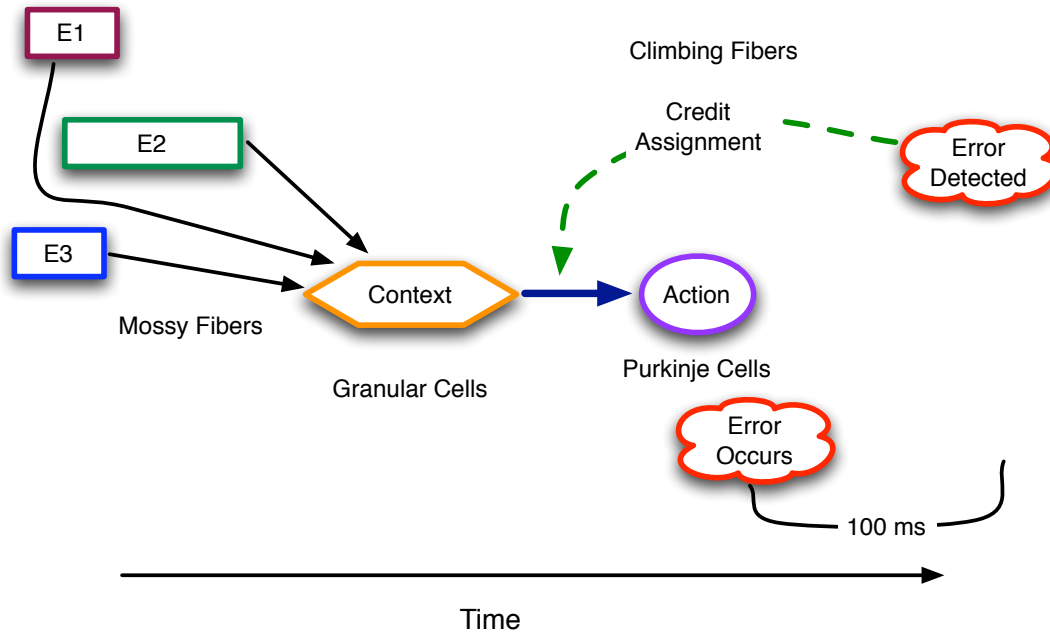 E1
Climbing Fibers
E2
Credit
Assignment
Error
Detected
E3
Context
Action
Mossy Fibers
Granular Cells
Purkinje Cells
Error
Occurs
100 ms
Time